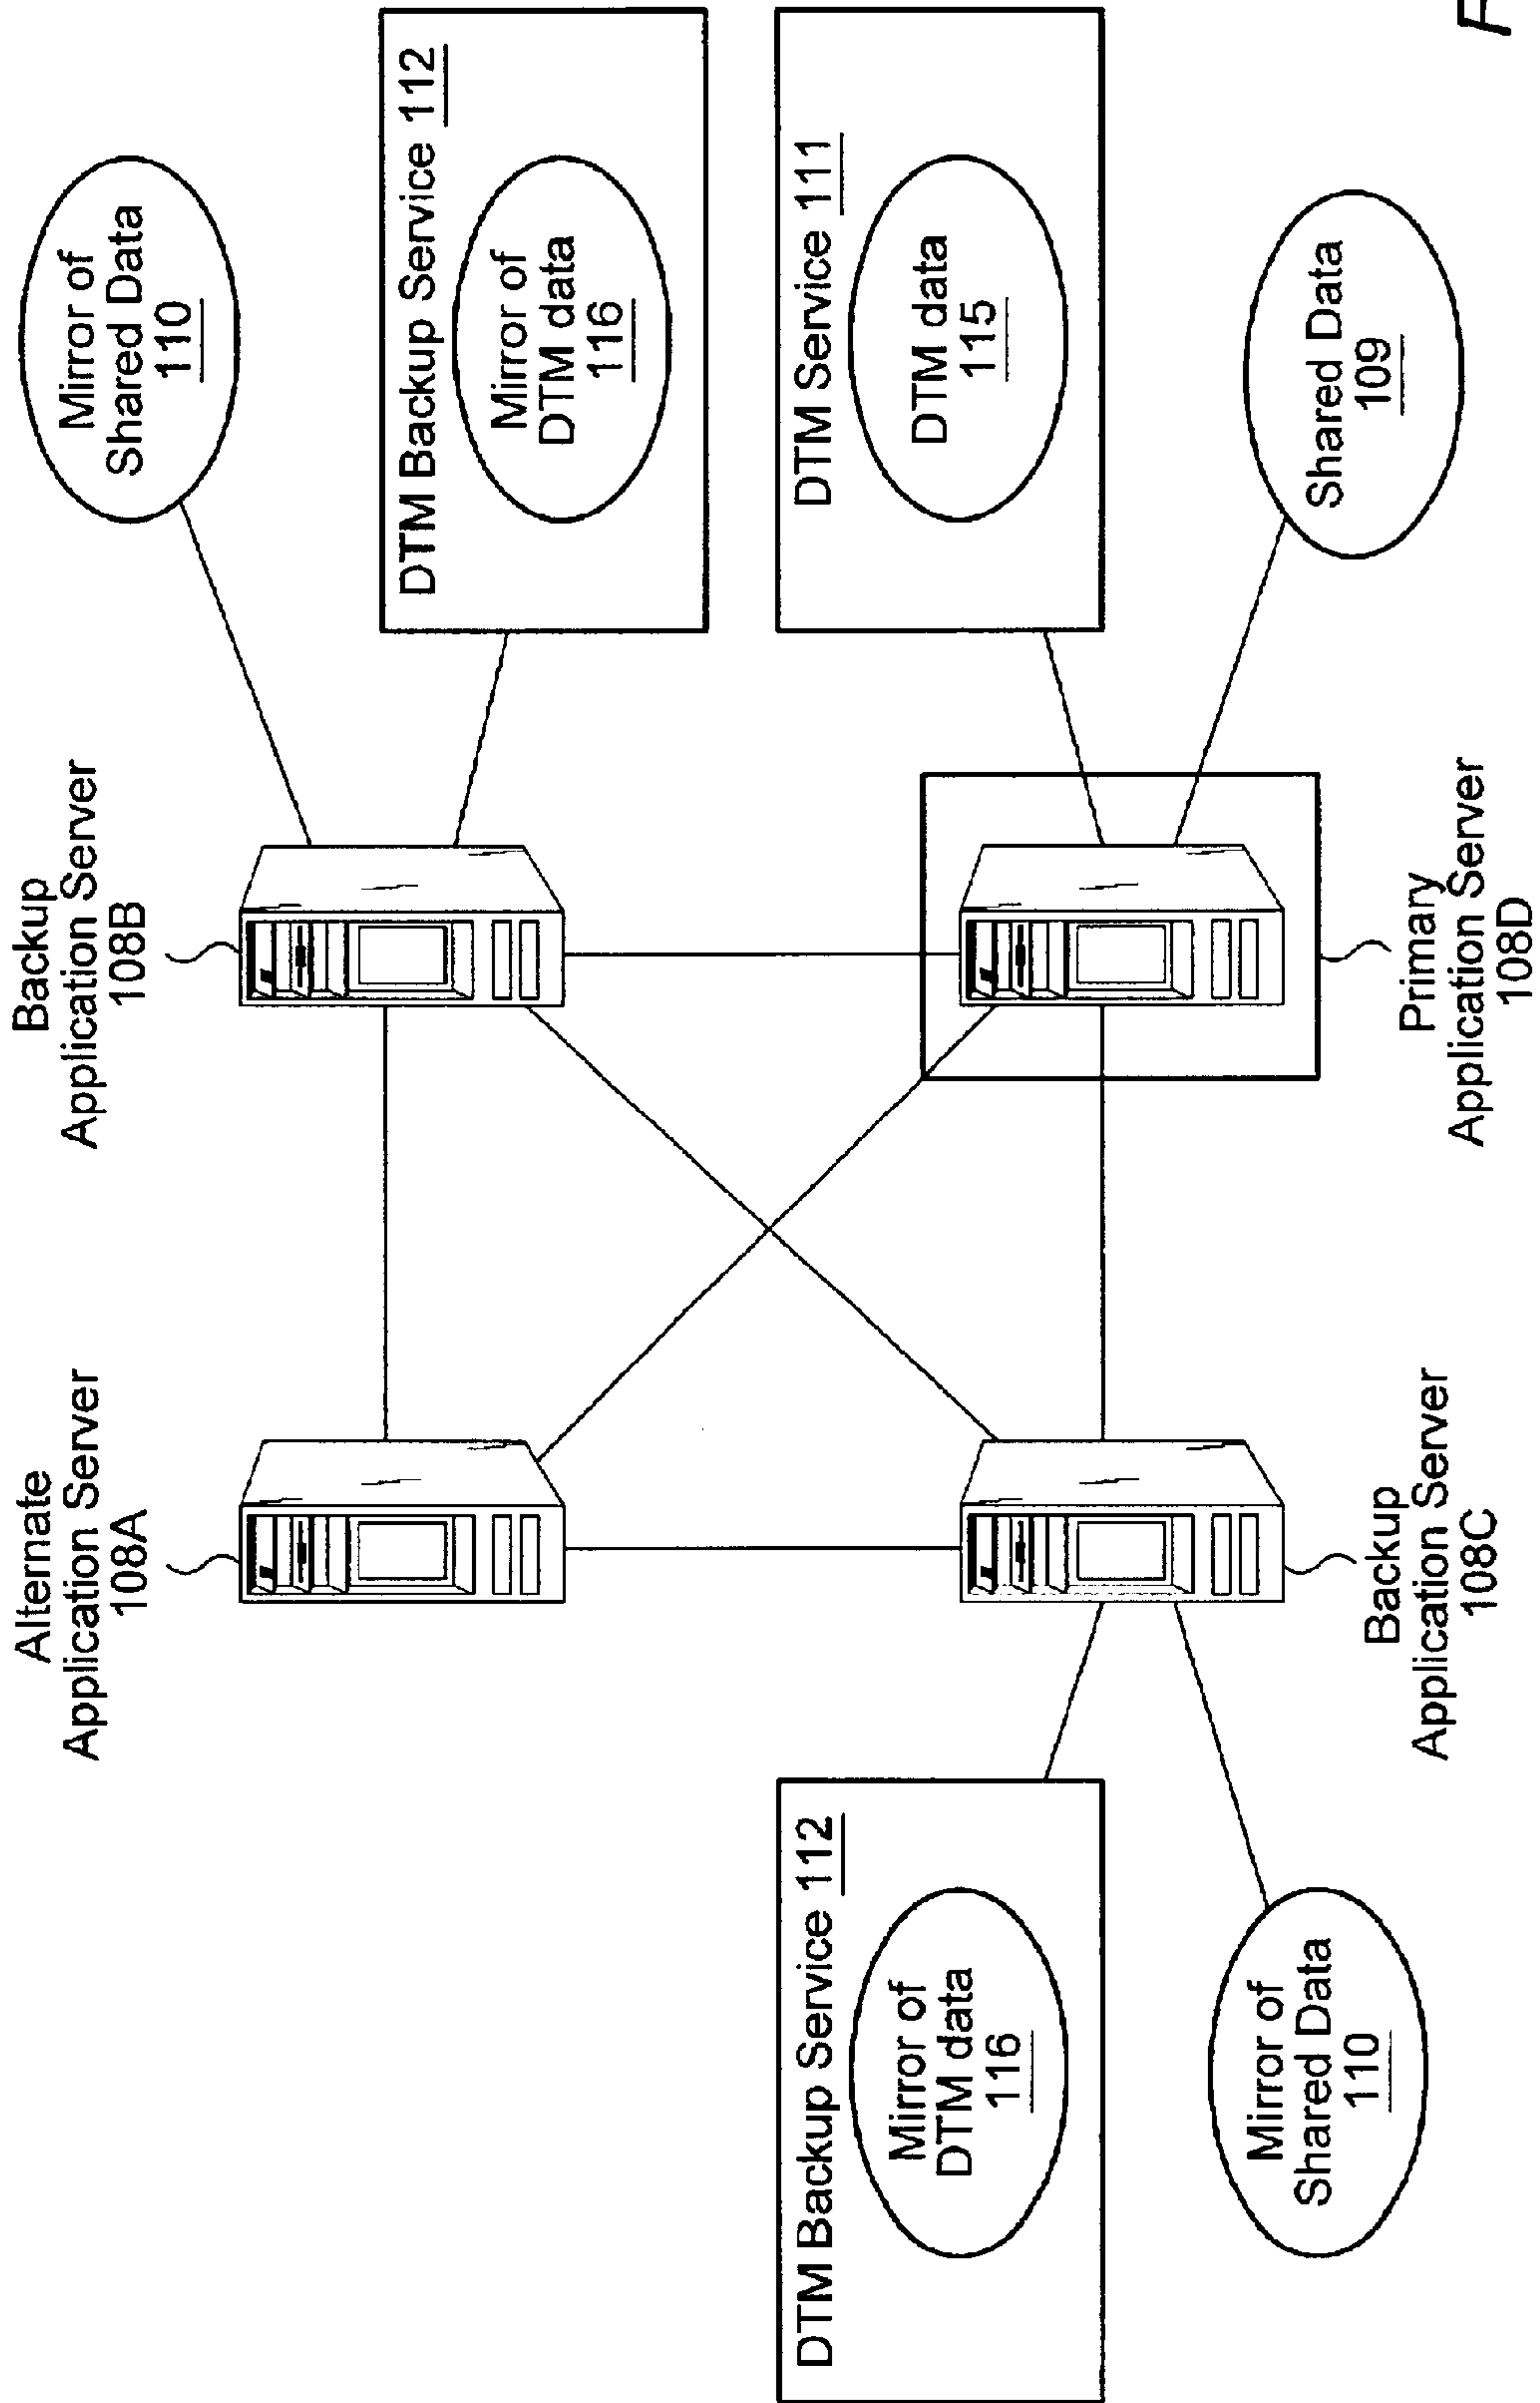 Alternate
Application Server
108A
Backup
Application Server
108B
Mirror of
Shared Data
110
DTM Backup Service 112
Mirror of
DTM data
116
DTM Service 111
DTM data
115
Shared Data
109
DTM Backup Service 112
Mirror of
DTM data
116
Mirror of
Shared Data
110
Backup
Application Server
108C
Primary
Application Server
108D